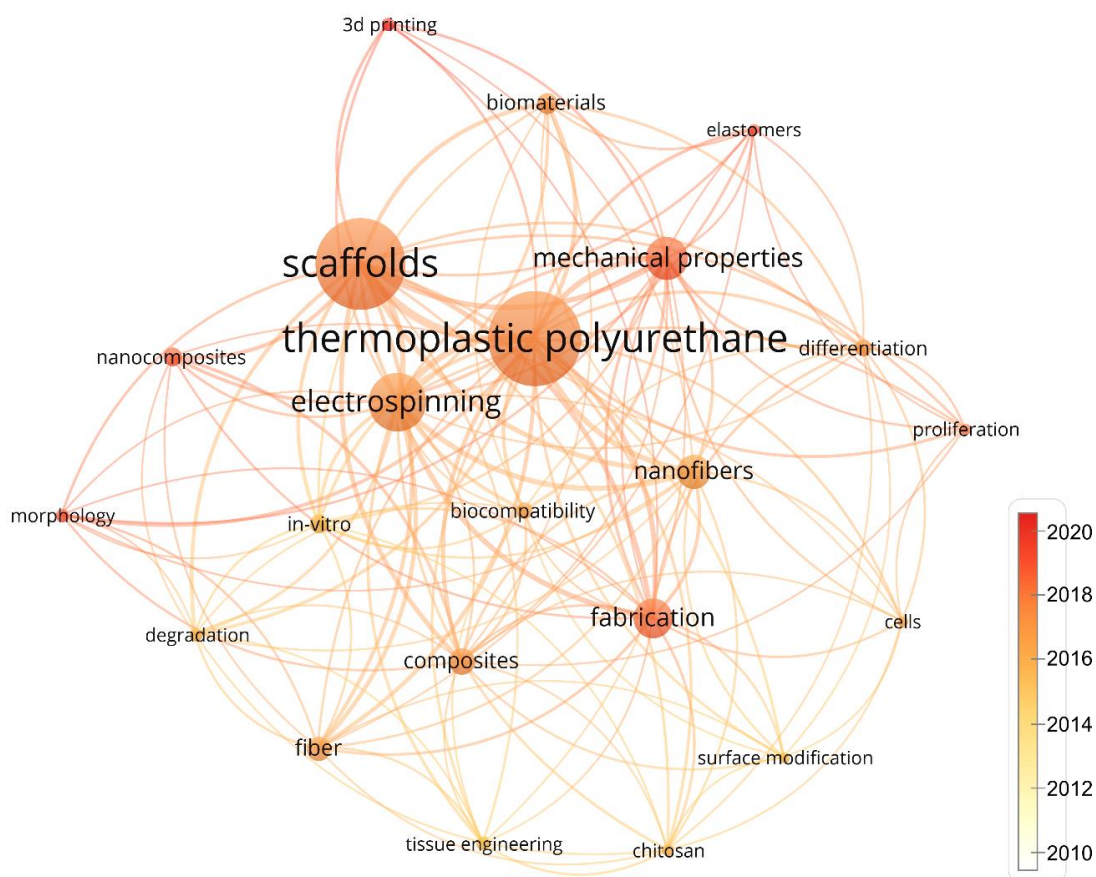 3d printing
biomaterials
elastomers
scaffolds
mechanical properties
thermoplastic polyurethane
nanocomposites
differentiation
electrospinning
proliferation
nanofibers
morphology
in-vitro
biocompatibility
fabrication
cells
degradation
composites
fiber
surface modification
tissue engineering
chitosan
2020
2018
2016
2014
2012
2010